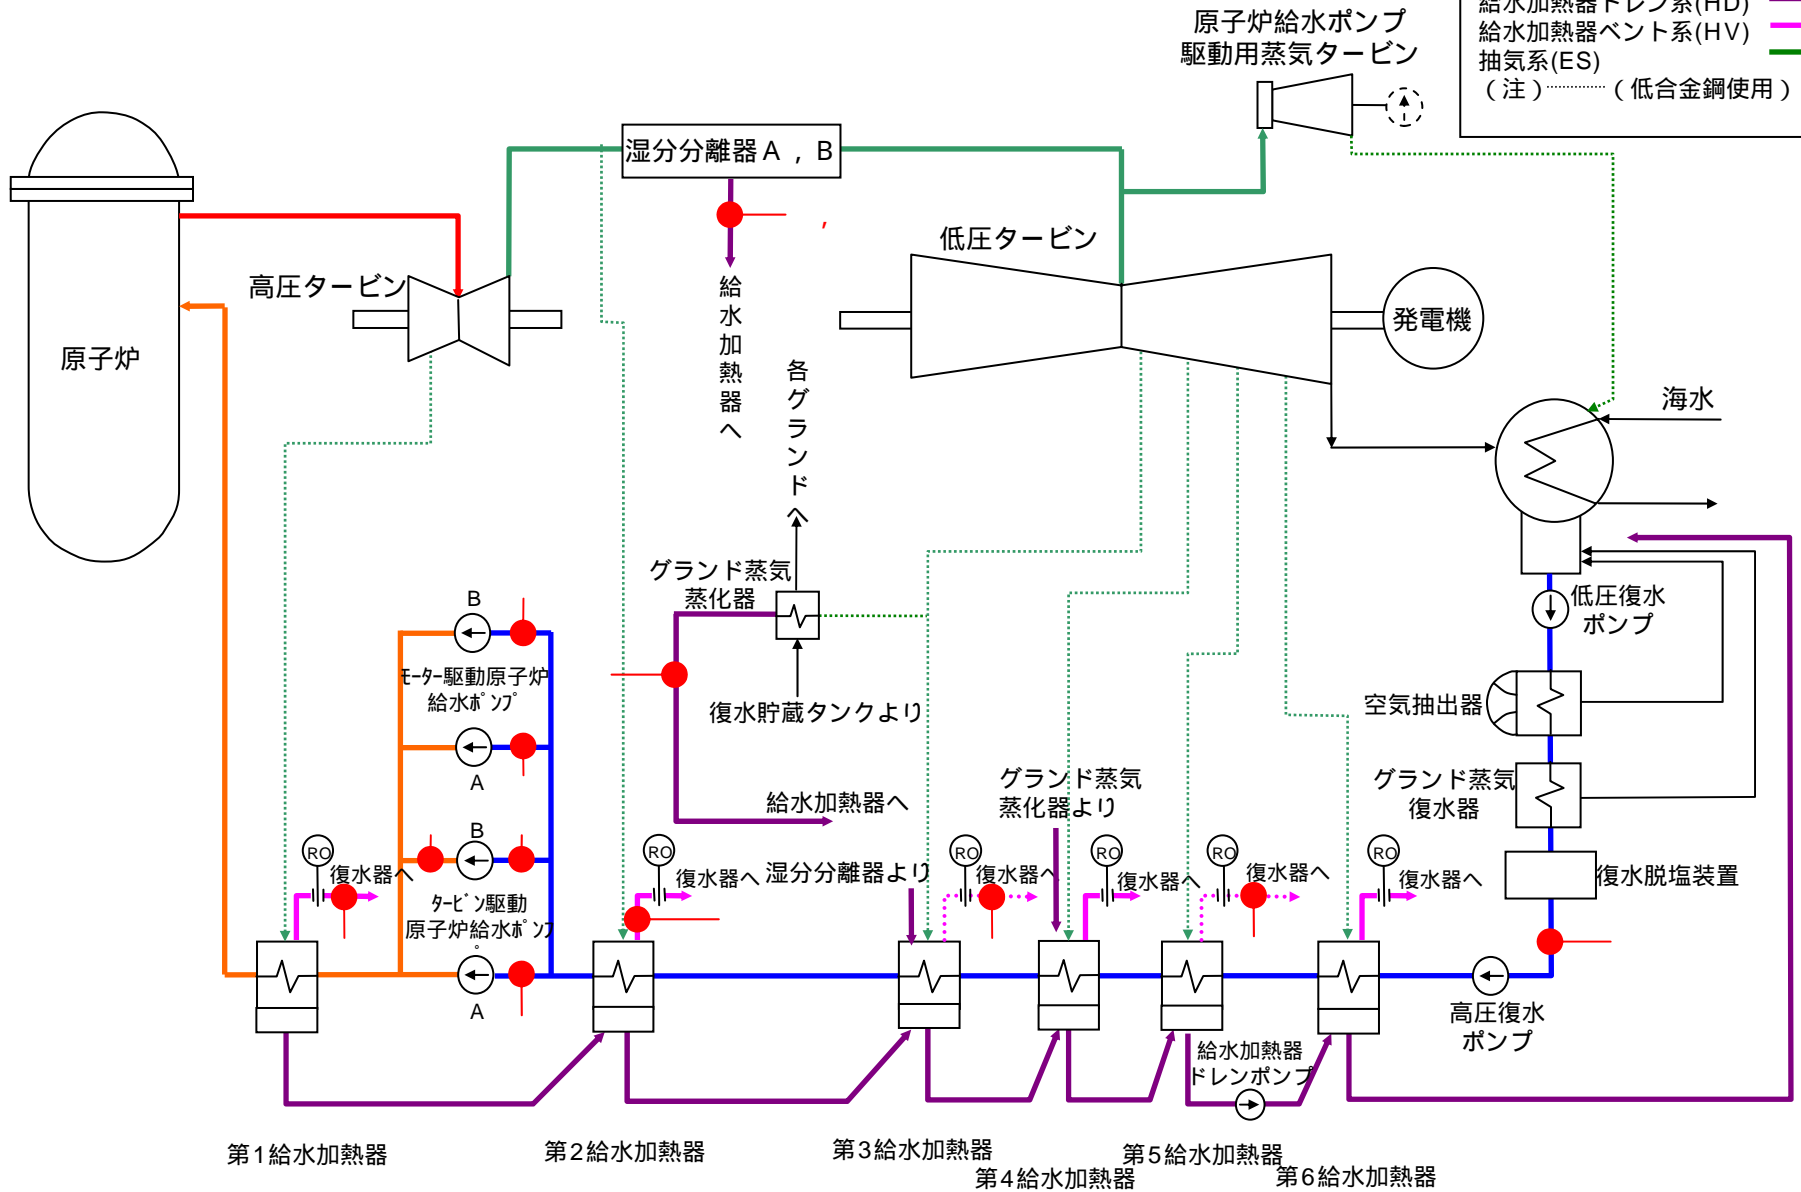 給水加熱器ドレン系(HD)
給水加熱器ベント系(HV)
抽気系(ES)
（注）………（低合金鋼使用）
原子炉給水ポンプ
駆動用蒸気タービン
湿分分離器A，B
，
低圧タービン
高圧タービン
発電機
原子炉
給水加熱器へ
各グランドへ
海水
グランド蒸気
蒸化器
低圧復水
ポンプ
B
モーター駆動原子炉
給水ポンプ
A
復水貯蔵タンクより
空気抽出器
グランド蒸気
復水器
給水加熱器へ
グランド蒸気
蒸化器より
B
タービン駆動
原子炉給水ポンプ
A
RO
復水器へ
RO
復水器へ
湿分分離器より
RO
復水器へ
RO
復水器へ
RO
復水器へ
RO
復水器へ
復水脱塩装置
高圧復水
ポンプ
給水加熱器
ドレンポンプ
第1給水加熱器
第2給水加熱器
第3給水加熱器
第4給水加熱器
第5給水加熱器
第6給水加熱器